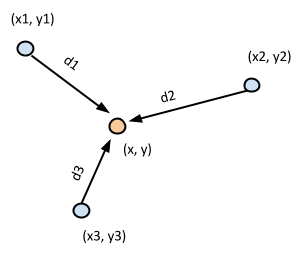 (x1, y1)
d1
(x2, y2)
d2
(x, y)
d3
(x3, y3)